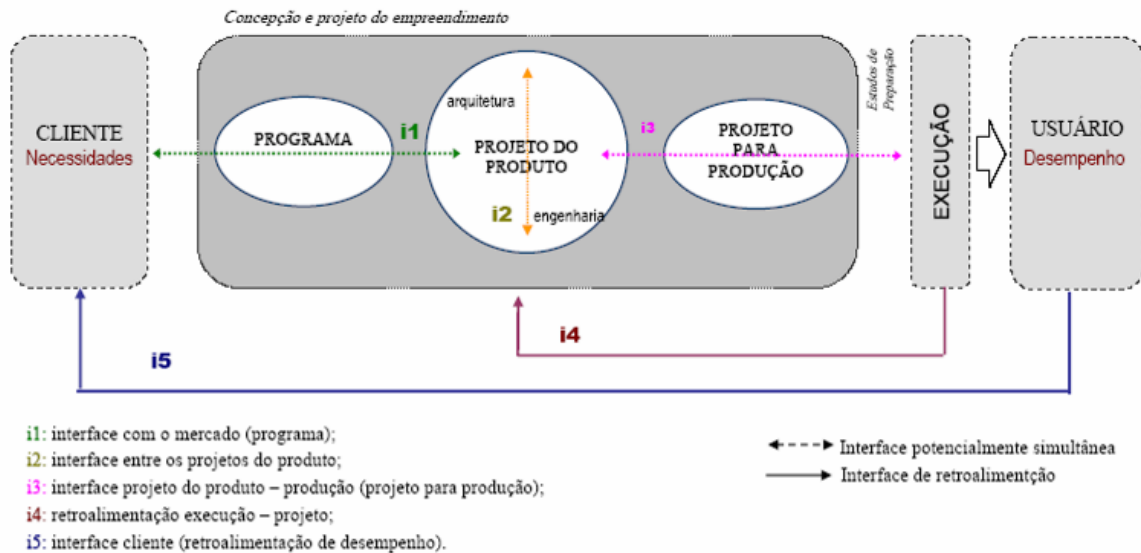 Concepção e projeto do empreendimento
CLIENTE
Necessidades
PROGRAMA
i1
arquitetura
PROJETO DO
PRODUTO
i2
engenharia
i3
PROJETO
PARA
PRODUÇÃO
Estudos de
Preparação
EXECUÇÃO
USUÁRIO
Desempenho
i4
i5
i1: interface com o mercado (programa);
i2: interface entre os projetos do produto;
i3: interface projeto do produto – produção (projeto para produção);
i4: retroalimentação execução – projeto;
i5: interface cliente (retroalimentação de desempenho).
Interface potencialmente simultânea
Interface de retroalimentção